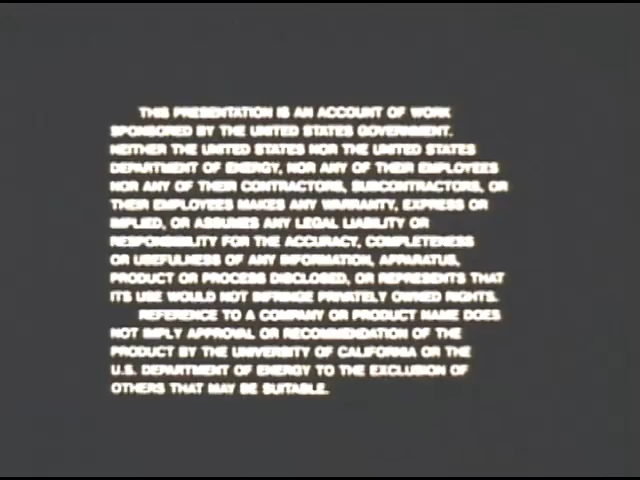 THIS PRESENTATION IS AN ACCOUNT OF WORK
SPONSORED BY THE UNITED STATES GOVERNMENT.
NEITHER THE UNITED STATES NOR THE UNITED STATES
DEPARTMENT OF ENERGY, NOR ANY OF THEIR EMPLOYEES
NOR ANY OF THEIR CONTRACTORS, SUBCONTRACTORS, OR
THEIR EMPLOYEES MAKES ANY WARRANTY, EXPRESS OR
IMPLIED, OR ASSUMES ANY LEGAL LIABILITY OR
RESPONSIBILITY FOR THE ACCURACY, COMPLETENESS
OR USEFULNESS OF ANY INFORMATION, APPARATUS,
PRODUCT OR PROCESS DISCLOSED, OR REPRESENTS THAT
ITS USE WOULD NOT INFRINGE PRIVATELY OWNED RIGHTS.
REFERENCE TO A COMPANY OR PRODUCT NAME DOES
NOT IMPLY APPROVAL OR RECOMMENDATION OF THE
PRODUCT BY THE UNIVERSITY OF CALIFORNIA OR THE
U.S. DEPARTMENT OF ENERGY TO THE EXCLUSION OF
OTHERS THAT MAY BE SUITABLE.